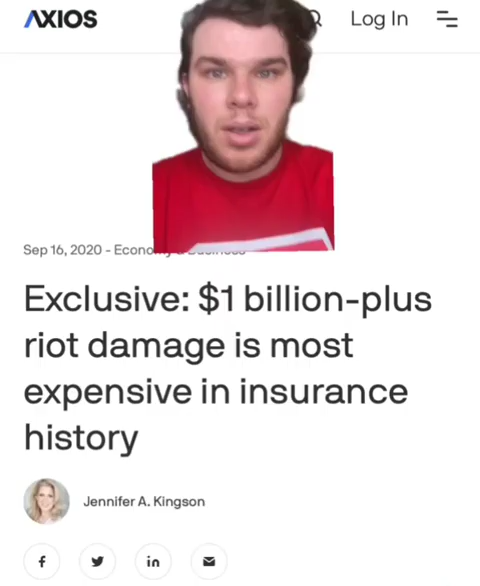 AXIOS
Log In
Sep 16, 2020 - Econo
Exclusive: $1 billion-plus
riot damage is most
expensive in insurance
history
Jennifer A. Kingson
f
in